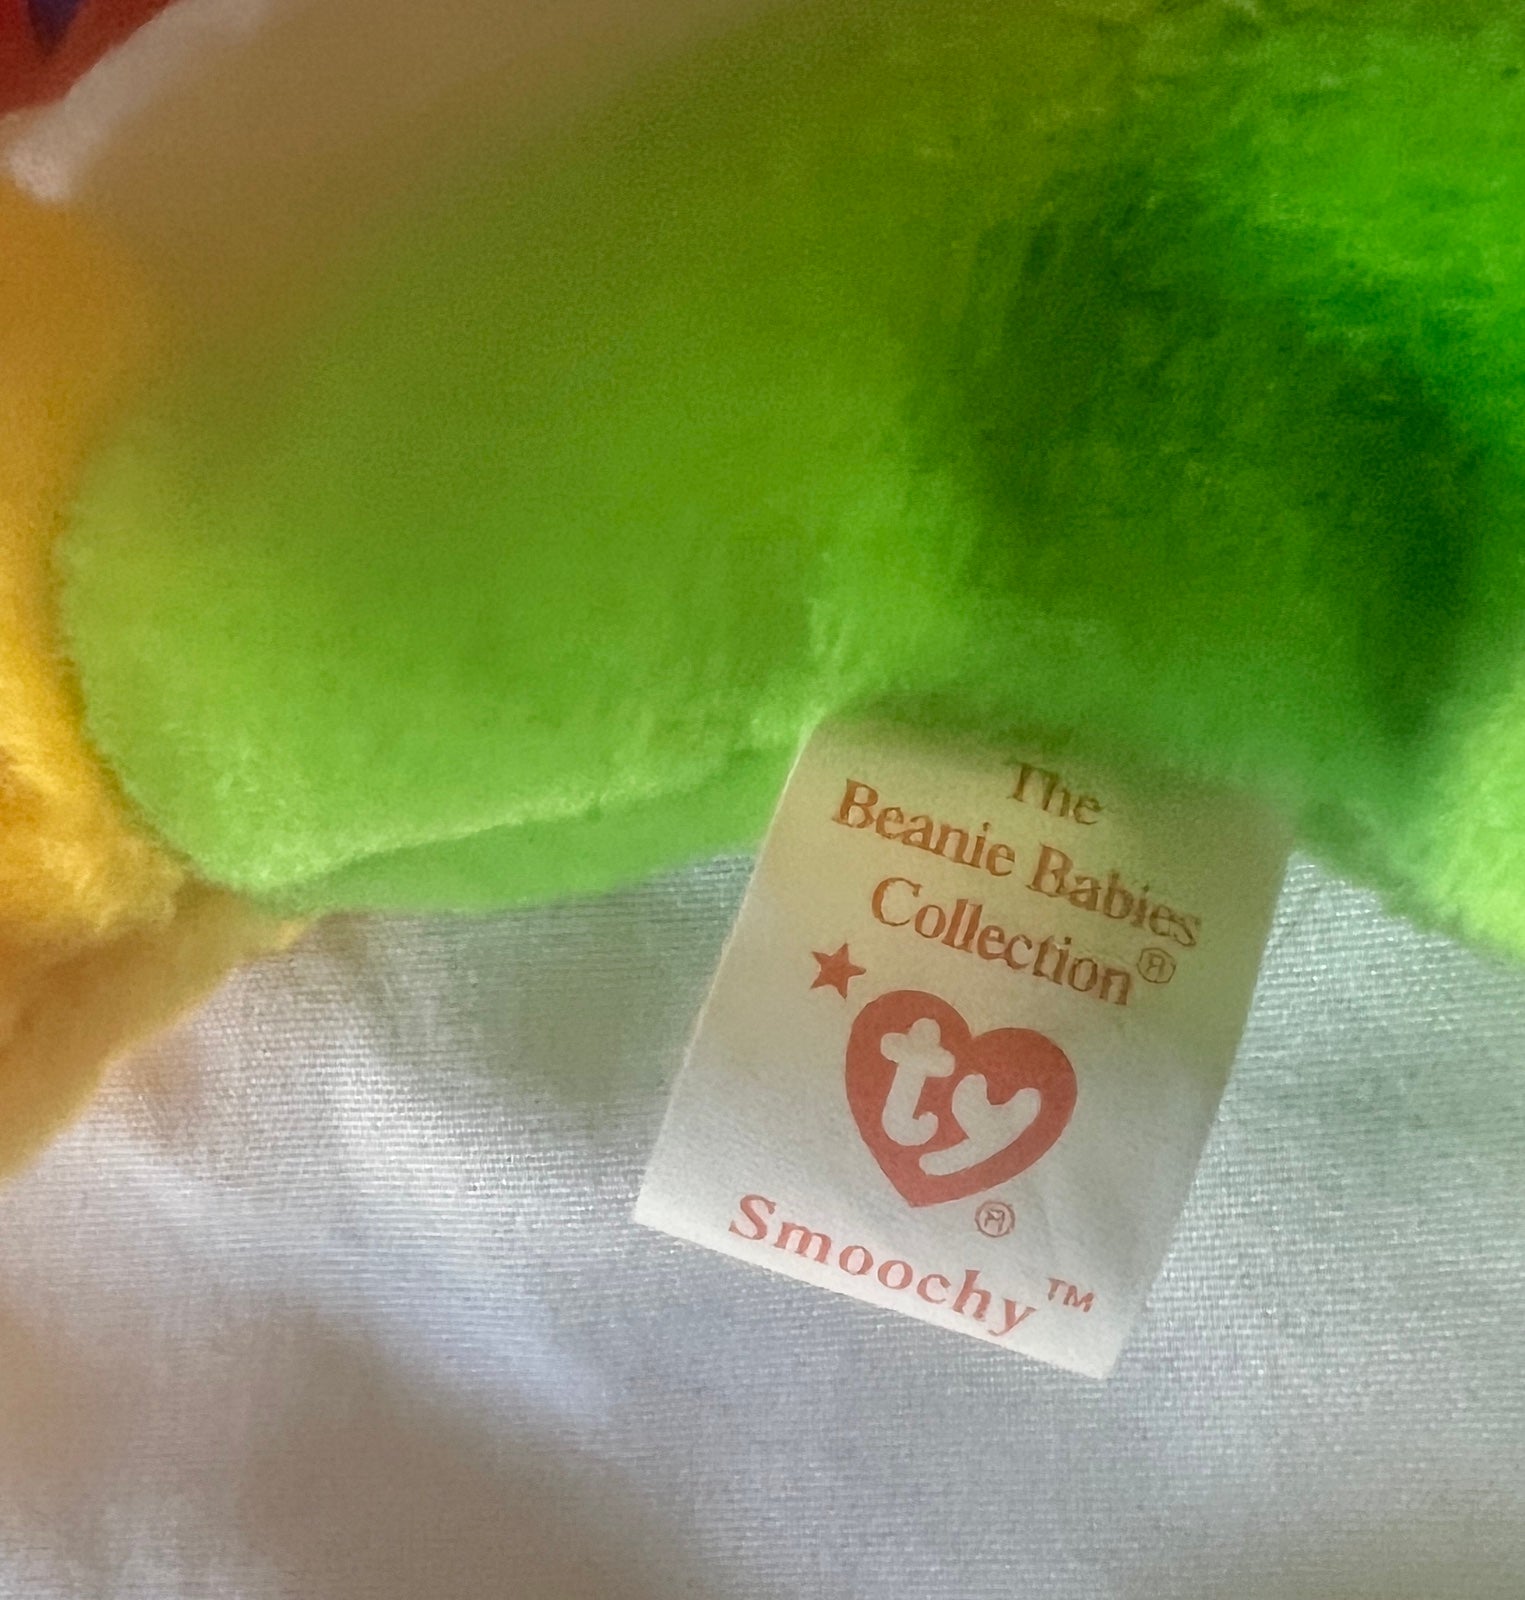 The
Beanie Babies
Collection®
ty®
Smoochy™